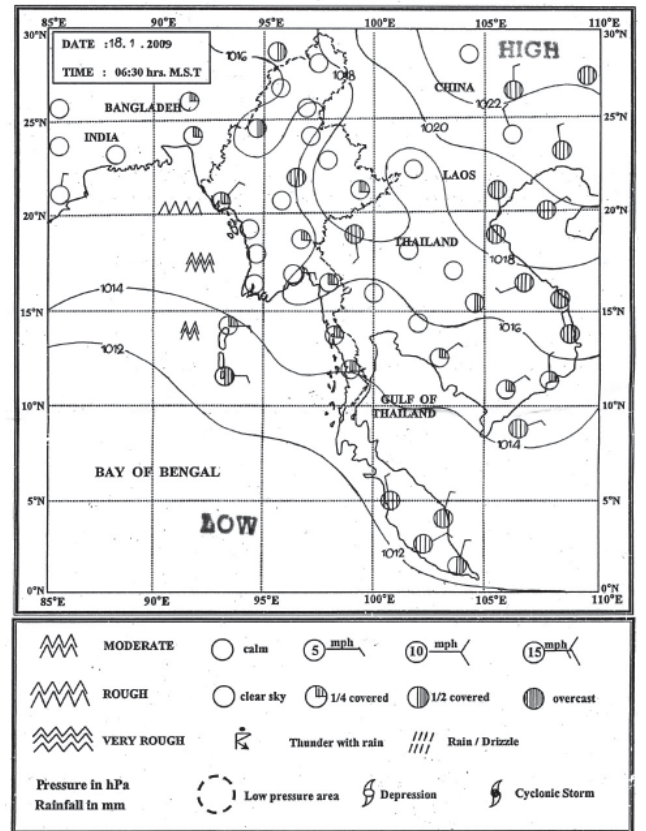 85°E 90°E 95°E 100°E 105°E 110°E
30°N 30°N
DATE :18.1.2009
TIME : 06:30 hrs. M.S.T
1016
1018
HIGH
CHINA
1022
BANGLADEH
1020
25°N 25°N
INDIA
LAOS
20°N 20°N
THAILAND
1018
1014
15°N 1016 15°N
1012
10°N 10°N
GULF OF
THAILAND
1014
BAY OF BENGAL
5°N 5°N
LOW
1012
0°N 0°N
85°E 90°E 95°E 100°E 105°E 110°E
MODERATE calm 5 mph 10 mph 15 mph
ROUGH clear sky 1/4 covered 1/2 covered overcast
VERY ROUGH Thunder with rain Rain / Drizzle
Pressure in hPa
Rainfall in mm
Low pressure area Depression Cyclonic Storm